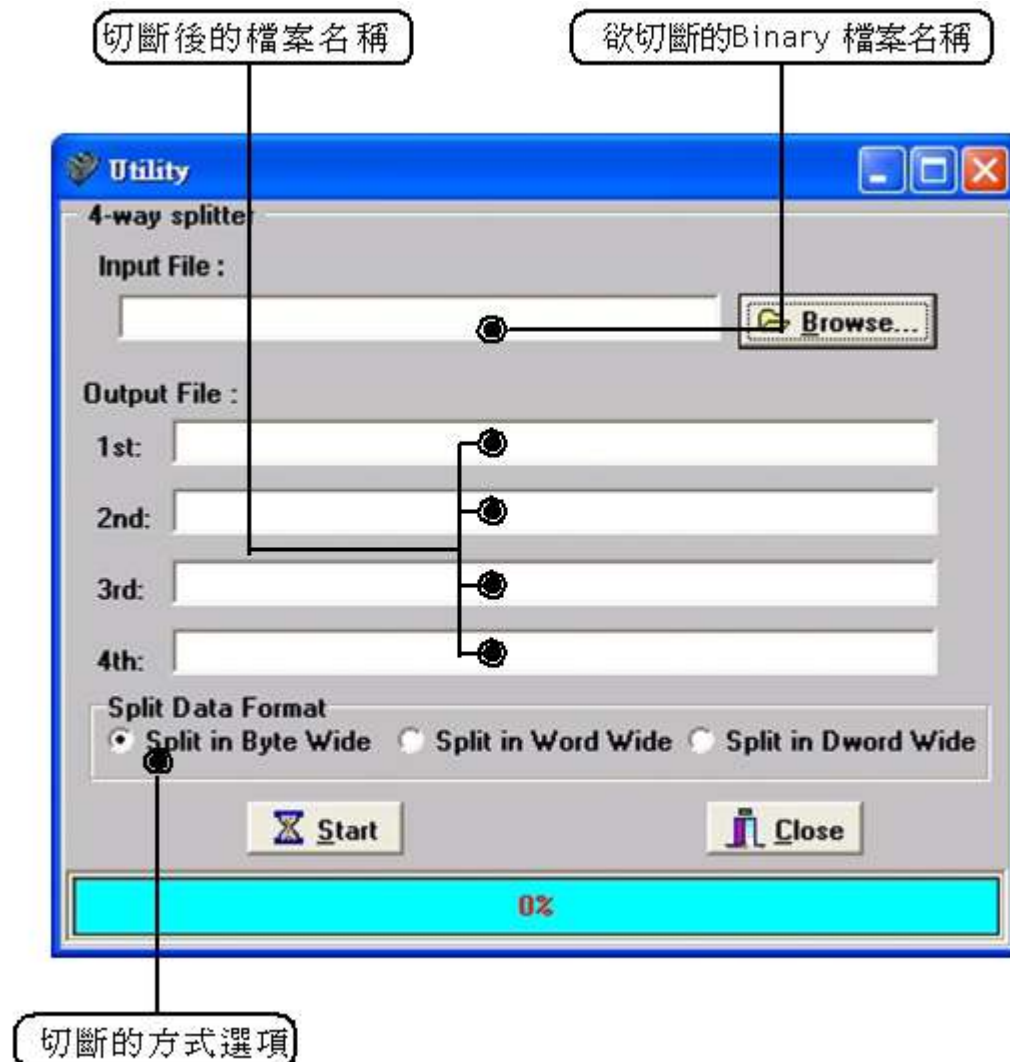 切斷後的檔案名稱
欲切斷的Binary 檔案名稱
Utility
4-way splitter
Input File :
Browse...
Output File :
1st:
2nd:
3rd:
4th:
Split Data Format
Split in Byte Wide Split in Word Wide Split in Dword Wide
Start Close
0%
切斷的方式選項